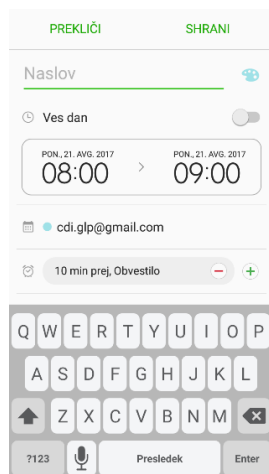 PREKLIČI SHRANI
Naslov
Ves dan
PON., 21. AVG. 2017 PON., 21. AVG. 2017
08:00 > 09:00
cdi.glp@gmail.com
10 min prej, Obvestilo
Q W E R T Y U I O P
A S D F G H J K L
Z X C V B N M
?123 Presledek Enter